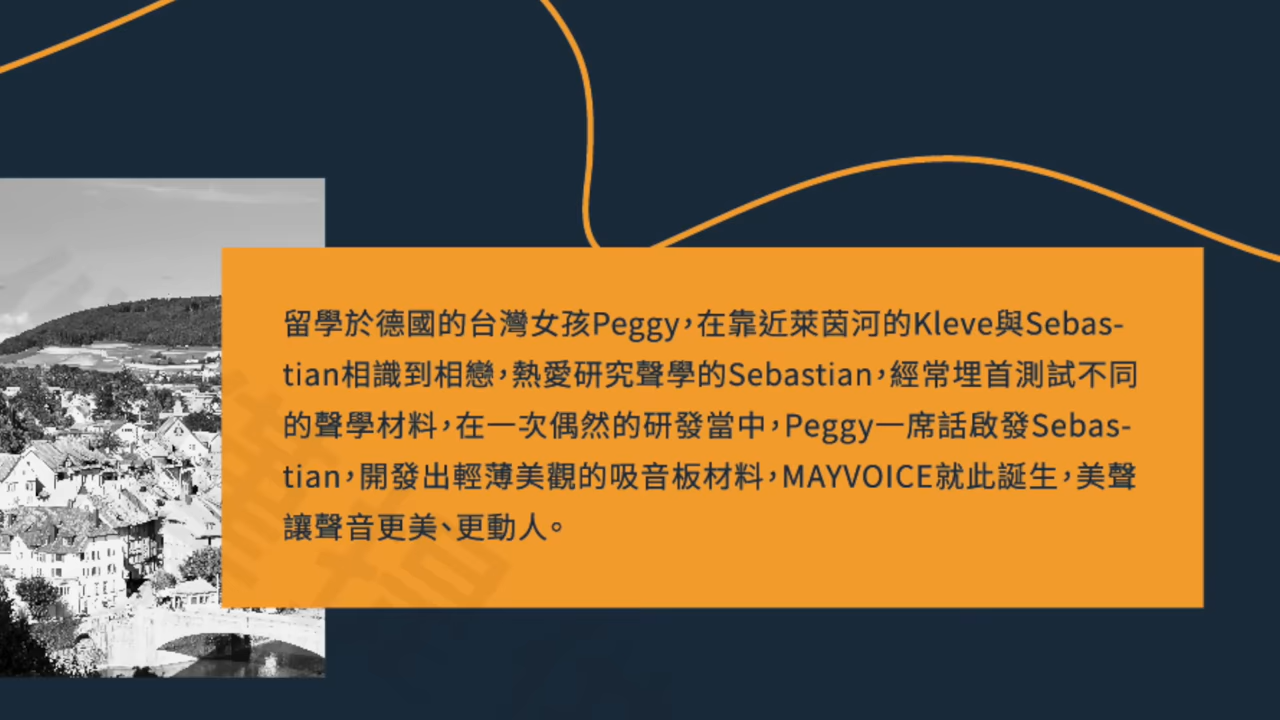 留學於德國的台灣女孩Peggy，在靠近萊茵河的Kleve與Sebas-
tian相識到相戀，熱愛研究聲學的Sebastian，經常埋首測試不同
的聲學材料，在一次偶然的研發當中，Peggy一席話啟發Sebas-
tian，開發出輕薄美觀的吸音板材料，MAYVOICE就此誕生，美聲
讓聲音更美、更動人。